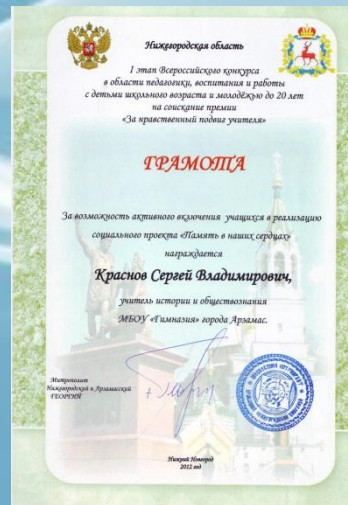 Нижегородская область
I этап Всероссийского конкурса
в области педагогики, воспитания и работы
с детьми школьного возраста и молодёжью до 20 лет
на соискание премии
«За нравственный подвиг учителя»
ГРАМОТА
За возможность активного включения учащихся в реализацию
социального проекта «Память в наших сердцах»
награждается
Краснов Сергей Владимирович,
учитель истории и обществознания
МБОУ «Гимназия» города Арзамас.
Митрополит
Нижегородский и Арзамасский
ГЕОРГИЙ
Нижний Новгород
2012 год